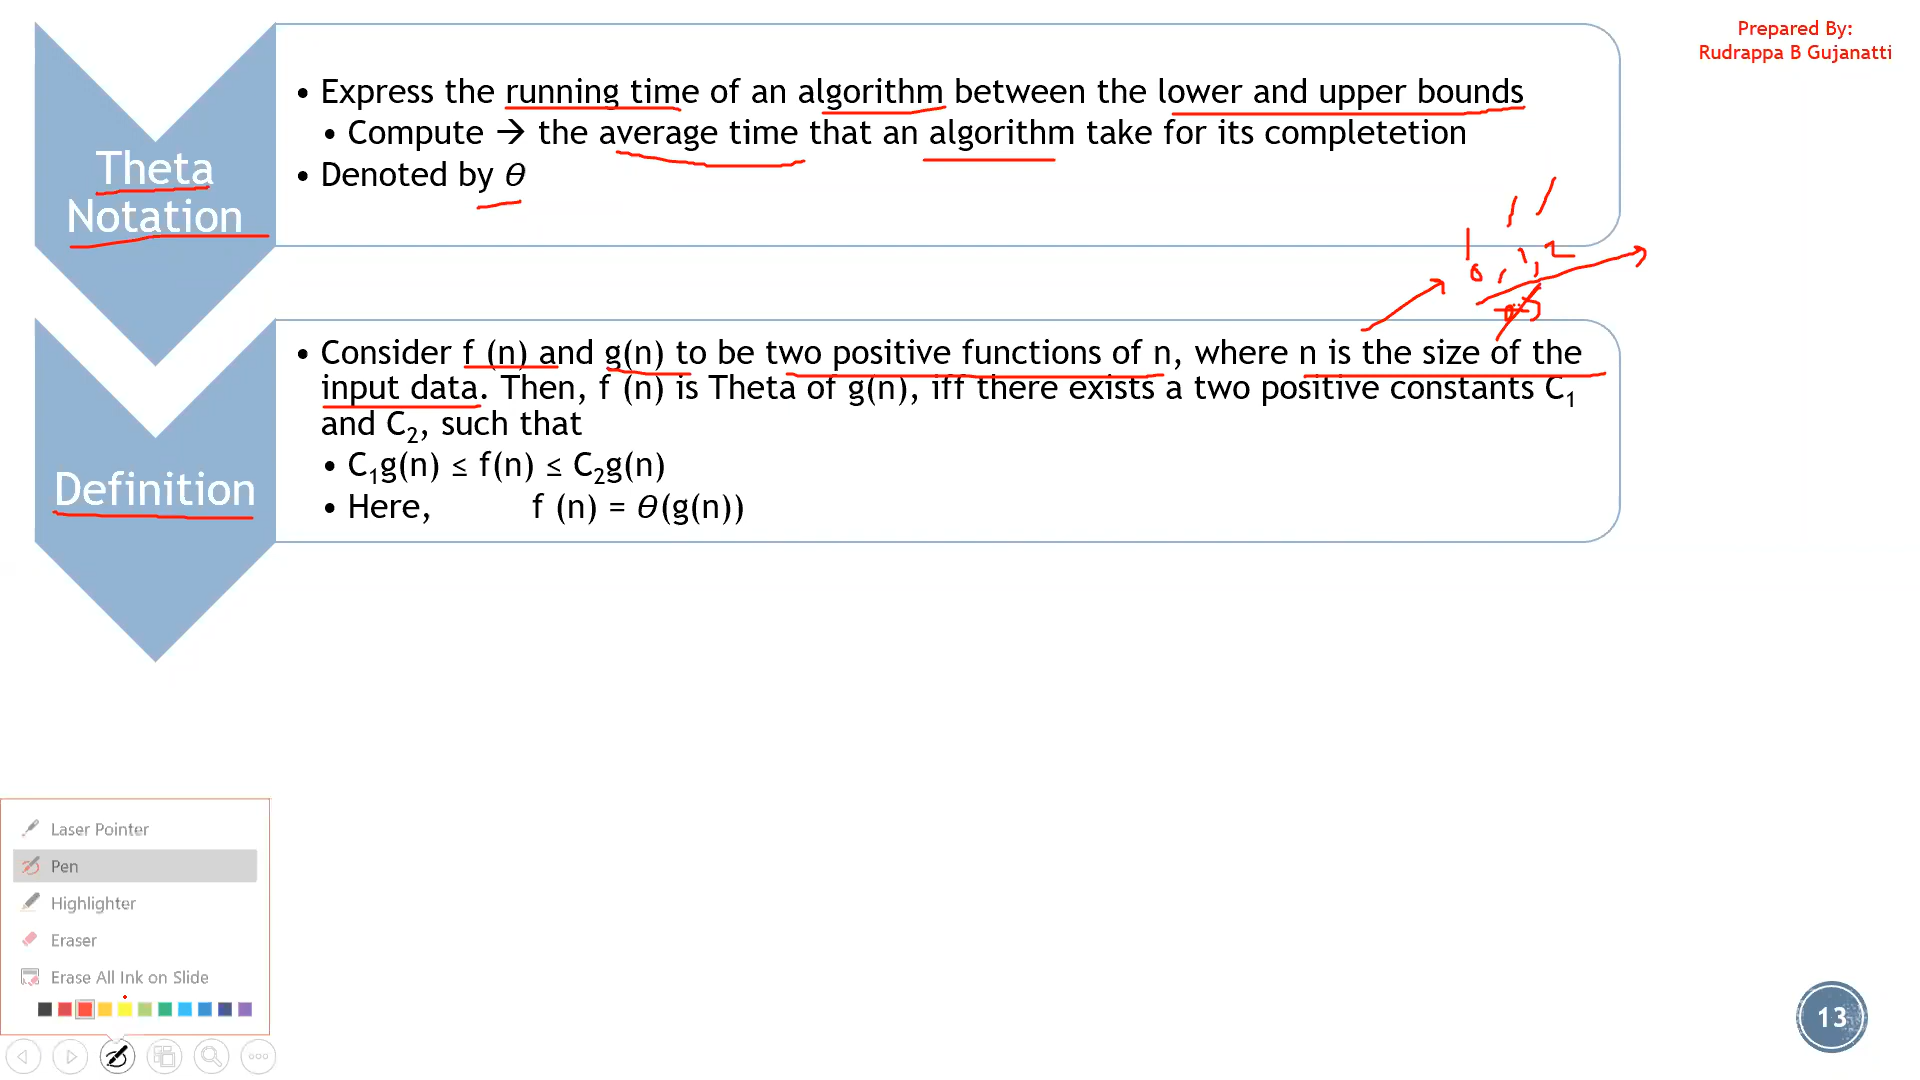 Prepared By:
Rudrappa B Gujanatti
Theta
Notation
• Express the running time of an algorithm between the lower and upper bounds
• Compute → the average time that an algorithm take for its completetion
• Denoted by θ
Definition
• Consider f (n) and g(n) to be two positive functions of n, where n is the size of the
input data. Then, f (n) is Theta of g(n), iff there exists a two positive constants C₁
and C₂, such that
• C₁g(n) ≤ f(n) ≤ C₂g(n)
• Here, f (n) = θ(g(n))
Laser Pointer
Pen
Highlighter
Eraser
Erase All Ink on Slide
13